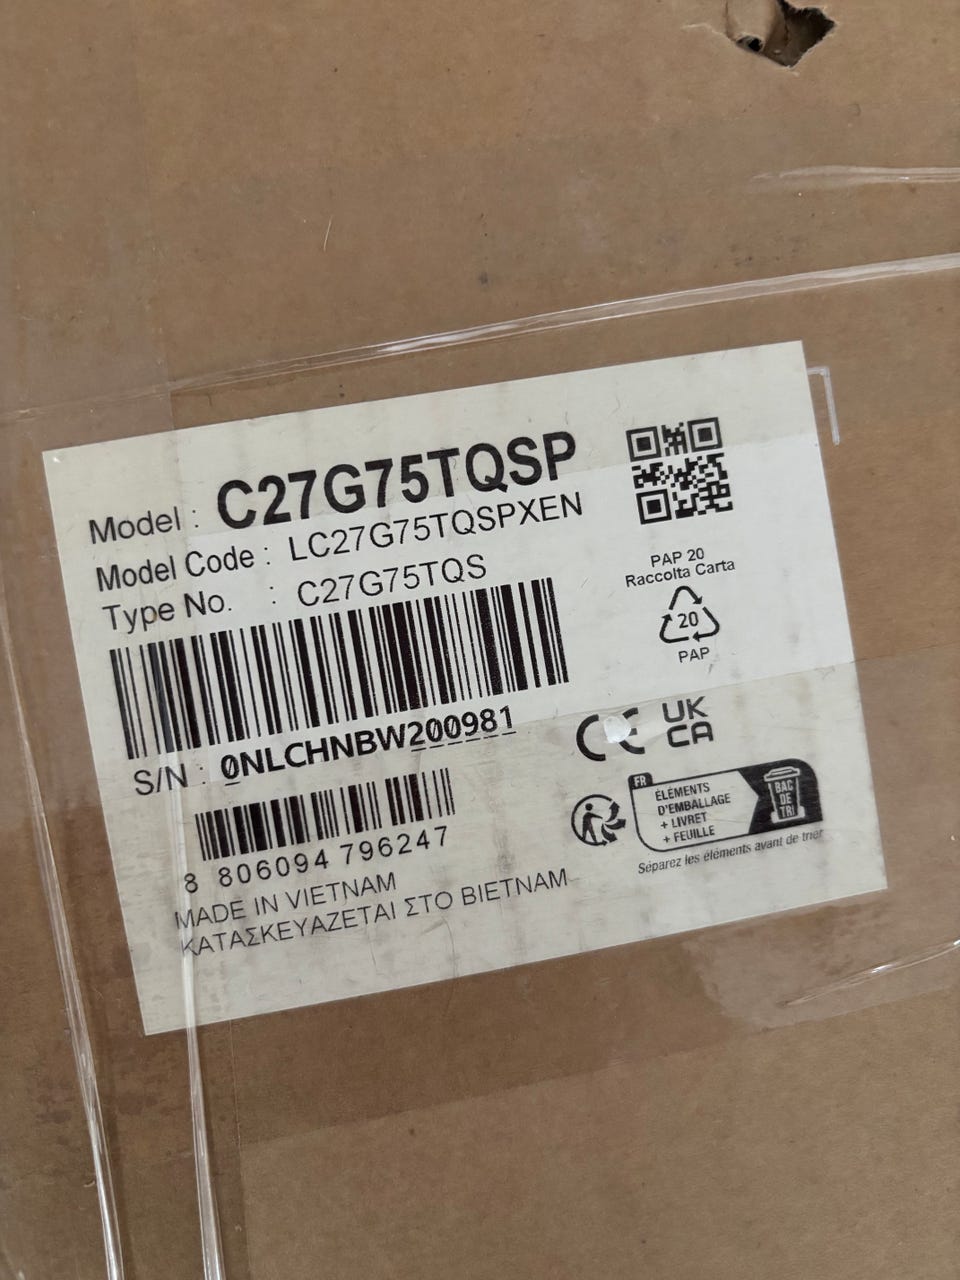 Model : C27G75TQSP
Model Code : LC27G75TQSPXEN
Type No. : C27G75TQS
S/N : 0NLCHNBW200981
8 806094 796247
MADE IN VIETNAM
ΚΑΤΑΣΚΕΥΑΖΕΤΑΙ ΣΤΟ ΒΙΕΤΝΑΜ
PAP 20
Raccolta Carta
20
PAP
CE
UK
CA
FR
ÉLÉMENTS
D'EMBALLAGE
+ LIVRET
+ FEUILLE
BAC
DE
TRI
Séparez les éléments avant de trier